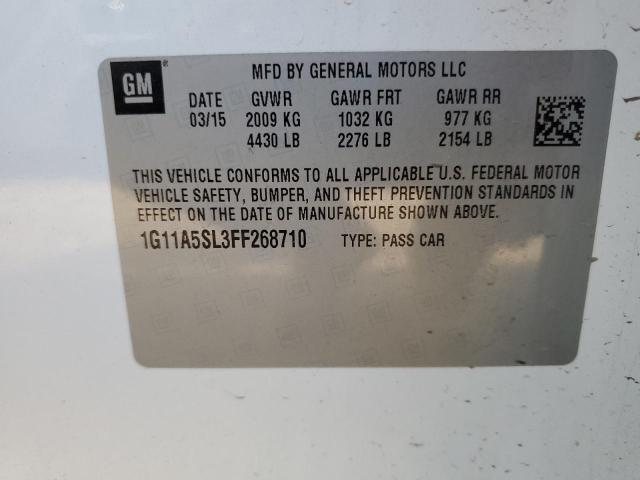 GM
®
MFD BY GENERAL MOTORS LLC
DATE GVWR GAWR FRT GAWR RR
03/15 2009 KG 1032 KG 977 KG
4430 LB 2276 LB 2154 LB
THIS VEHICLE CONFORMS TO ALL APPLICABLE U.S. FEDERAL MOTOR
VEHICLE SAFETY, BUMPER, AND THEFT PREVENTION STANDARDS IN
EFFECT ON THE DATE OF MANUFACTURE SHOWN ABOVE.
1G11A5SL3FF268710 TYPE: PASS CAR